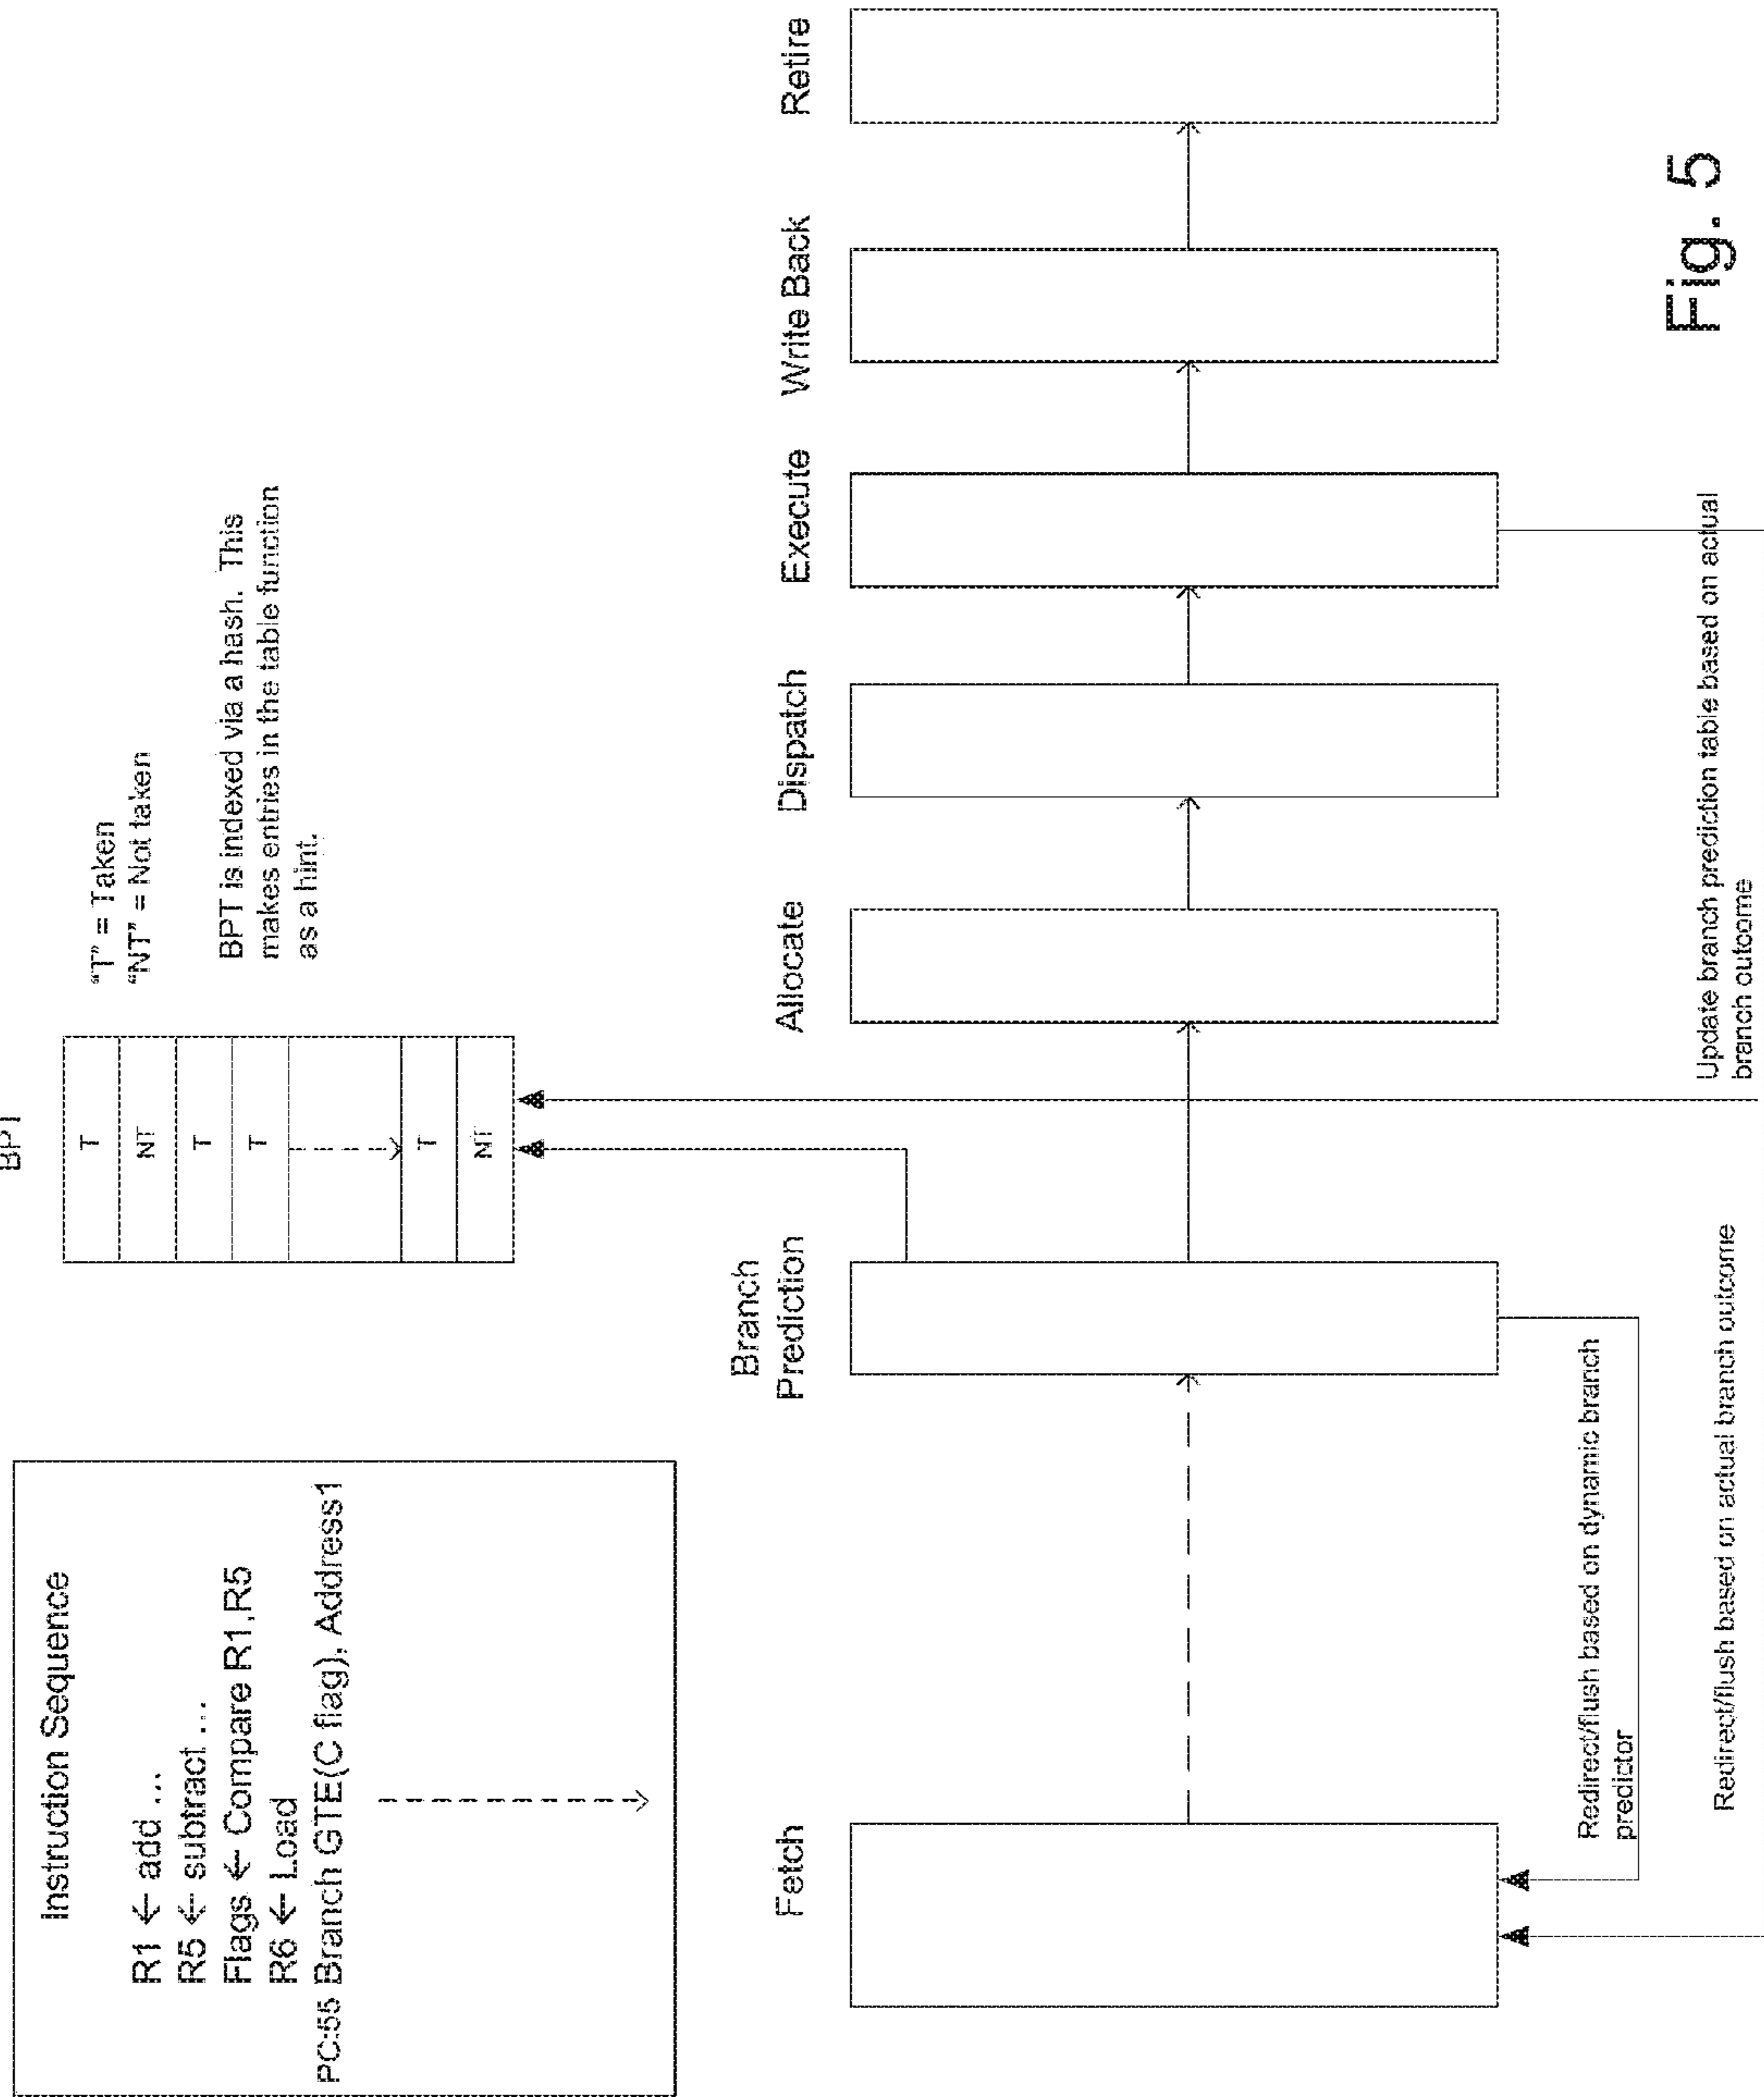 Instruction Sequence
R1 ← add ...
R5 ← subtract ...
Flags ← Compare R1,R5
R6 ← Load
PC:55 Branch GTE(C flag), Address1
BPT
T
NT
T
T
T
NT
"T" = Taken
"NT" = Not taken
BPT is indexed via a hash. This
makes entries in the table function
as a hint.
Fetch
Branch
Prediction
Allocate
Dispatch
Execute
Write Back
Retire
Redirect/flush based on dynamic branch
predictor
Redirect/flush based on actual branch outcome
Update branch prediction table based on actual
branch outcome
Fig. 5